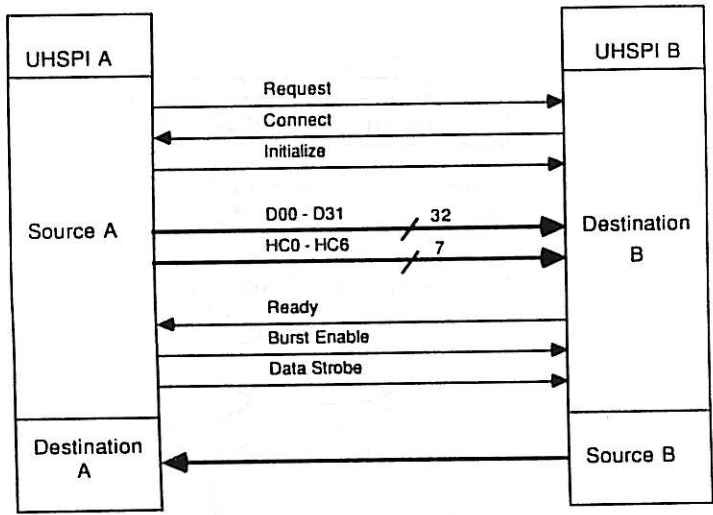 UHSPI A
UHSPI B
Request
Connect
Initialize
Source A
D00 - D31
32
HC0 - HC6
7
Destination
B
Ready
Burst Enable
Data Strobe
Destination
A
Source B